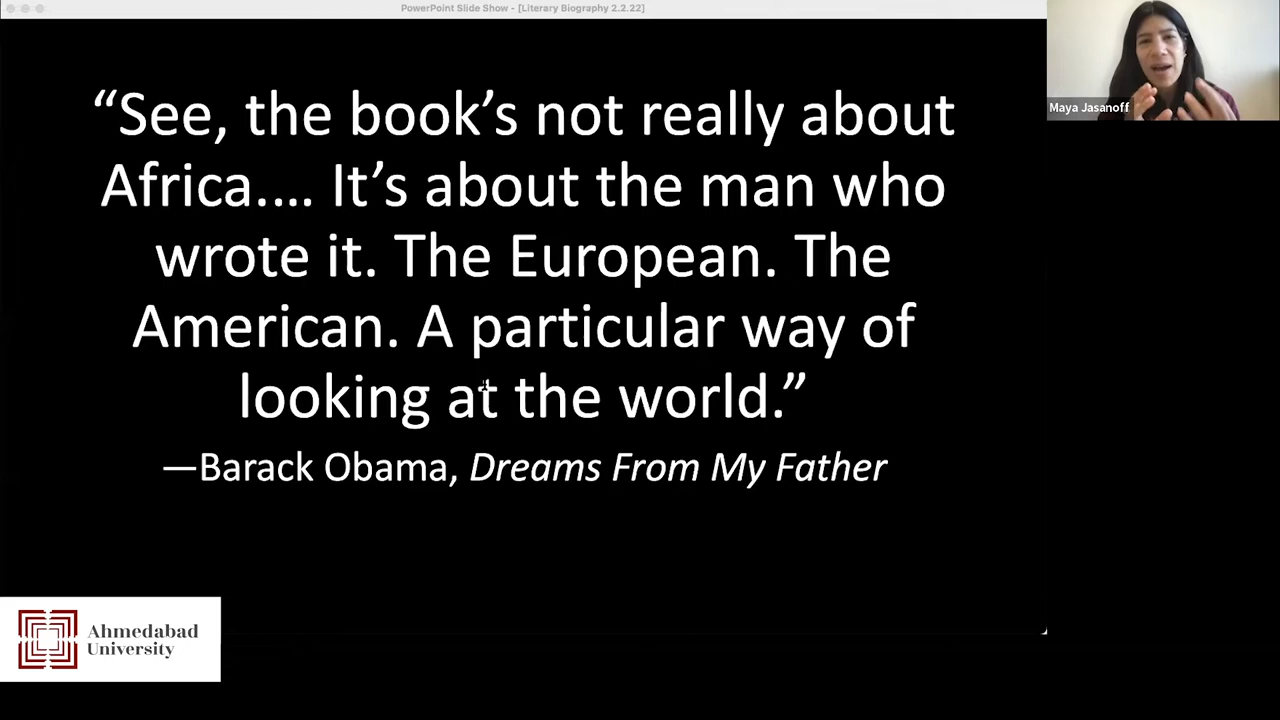 PowerPoint Slide Show - [Literary Biography 2.2.22]
“See, the book’s not really about
Africa.... It’s about the man who
wrote it. The European. The
American. A particular way of
looking at the world.”
—Barack Obama, Dreams From My Father
Maya Jasanoff
Ahmedabad
University